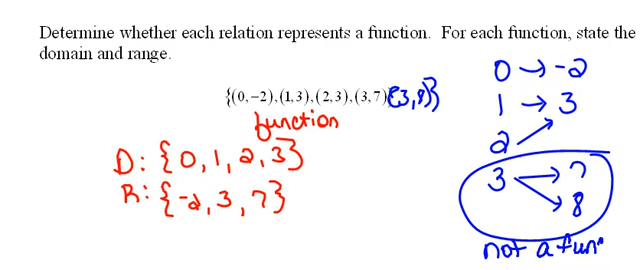 Determine whether each relation represents a function. For each function, state the
domain and range.
{(0,−2),(1,3),(2,3),(3,7) (3,8)}
function
D: {0,1,2,3}
R: {-2,3,7}
0 → -2
1 → 3
2
3 → 7
8
not a fun